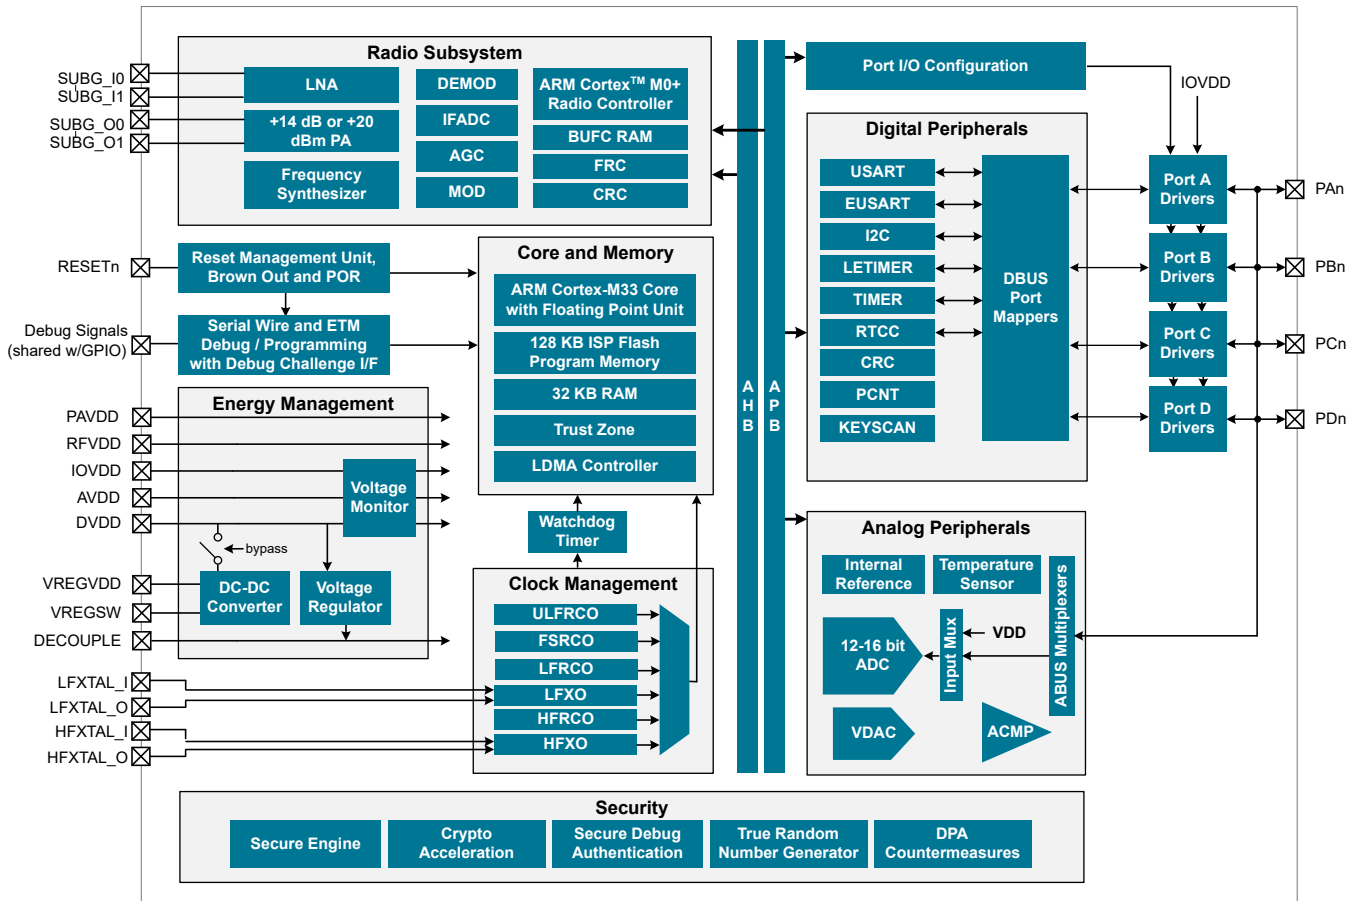 Radio Subsystem
SUBG_I0
SUBG_I1
SUBG_O0
SUBG_O1
LNA
+14 dB or +20
dBm PA
Frequency
Synthesizer
DEMOD
IFADC
AGC
MOD
ARM Cortex™ M0+
Radio Controller
BUFC RAM
FRC
CRC
RESETn
Reset Management Unit,
Brown Out and POR
Debug Signals
(shared w/GPIO)
Serial Wire and ETM
Debug / Programming
with Debug Challenge I/F
Core and Memory
ARM Cortex-M33 Core
with Floating Point Unit
128 KB ISP Flash
Program Memory
32 KB RAM
Trust Zone
LDMA Controller
Energy Management
PAVDD
RFVDD
IOVDD
AVDD
DVDD
VREGVDD
VREGSW
DECOUPLE
Voltage
Monitor
bypass
DC-DC
Converter
Voltage
Regulator
Watchdog
Timer
Clock Management
ULFRCO
FSRCO
LFRCO
LFXO
HFRCO
HFXO
LFXTAL_I
LFXTAL_O
HFXTAL_I
HFXTAL_O
AHB
APB
Port I/O Configuration
IOVDD
Digital Peripherals
USART
EUSART
I2C
LETIMER
TIMER
RTCC
CRC
PCNT
KEYSCAN
DBUS
Port
Mappers
Port A
Drivers
Port B
Drivers
Port C
Drivers
Port D
Drivers
PAn
PBn
PCn
PDn
Analog Peripherals
Internal
Reference
Temperature
Sensor
12-16 bit
ADC
Input Mux
VDD
ABUS Multiplexers
VDAC
ACMP
Security
Secure Engine
Crypto
Acceleration
Secure Debug
Authentication
True Random
Number Generator
DPA
Countermeasures